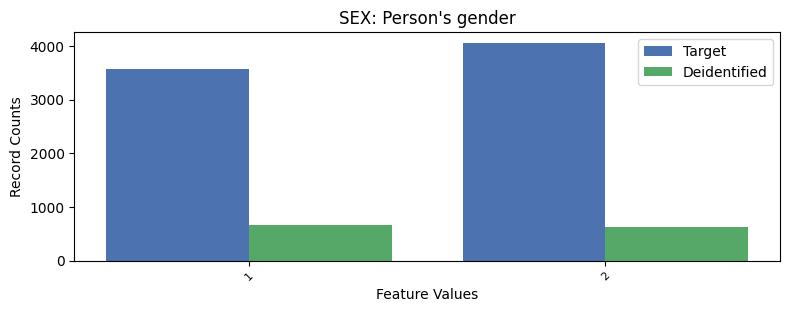 SEX: Person's gender
Target
Deidentified
4000
3000
2000
1000
0
Record Counts
1
2
Feature Values